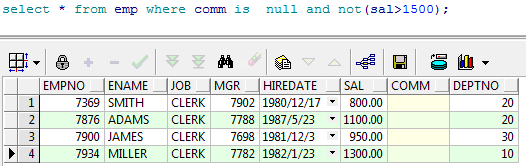 select * from emp where comm is  null and not(sal>1500);
EMPNO ENAME JOB MGR HIREDATE SAL COMM DEPTNO
1 7369 SMITH CLERK 7902 1980/12/17 800.00 20
2 7876 ADAMS CLERK 7788 1987/5/23 1100.00 20
3 7900 JAMES CLERK 7698 1981/12/3 950.00 30
4 7934 MILLER CLERK 7782 1982/1/23 1300.00 10